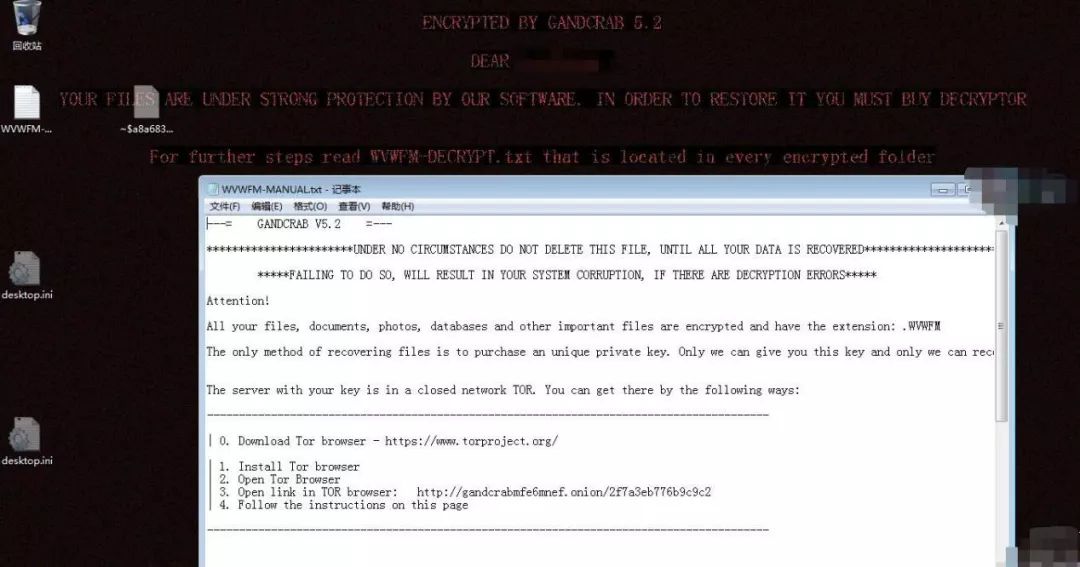 ENCRYPTED BY GANDCRAB 5.2
DEAR
YOUR FILES ARE UNDER STRONG PROTECTION BY OUR SOFTWARE. IN ORDER TO RESTORE IT YOU MUST BUY DECRYPTOR
For further steps read WVWFM-DECRYPT.txt that is located in every encrypted folder
回收站
WVWFM-...
~$a8a683...
desktop.ini
desktop.ini
WVWFM-MANUAL.txt - 记事本
文件(F) 编辑(E) 格式(O) 查看(V) 帮助(H)
---= GANDCRAB V5.2 =---
***********************UNDER NO CIRCUMSTANCES DO NOT DELETE THIS FILE, UNTIL ALL YOUR DATA IS RECOVERED********************
*****FAILING TO DO SO, WILL RESULT IN YOUR SYSTEM CORRUPTION, IF THERE ARE DECRYPTION ERRORS*****
Attention!
All your files, documents, photos, databases and other important files are encrypted and have the extension: .WVWFM
The only method of recovering files is to purchase an unique private key. Only we can give you this key and only we can
The server with your key is in a closed network TOR. You can get there by the following ways:
----------------------------------------------------------------------------------------
| 0. Download Tor browser - https://www.torproject.org/
| 1. Install Tor browser
| 2. Open Tor Browser
| 3. Open link in TOR browser: http://gandcrabmfe6mnef.onion/2f7a3eb776b9c9c2
| 4. Follow the instructions on this page
----------------------------------------------------------------------------------------